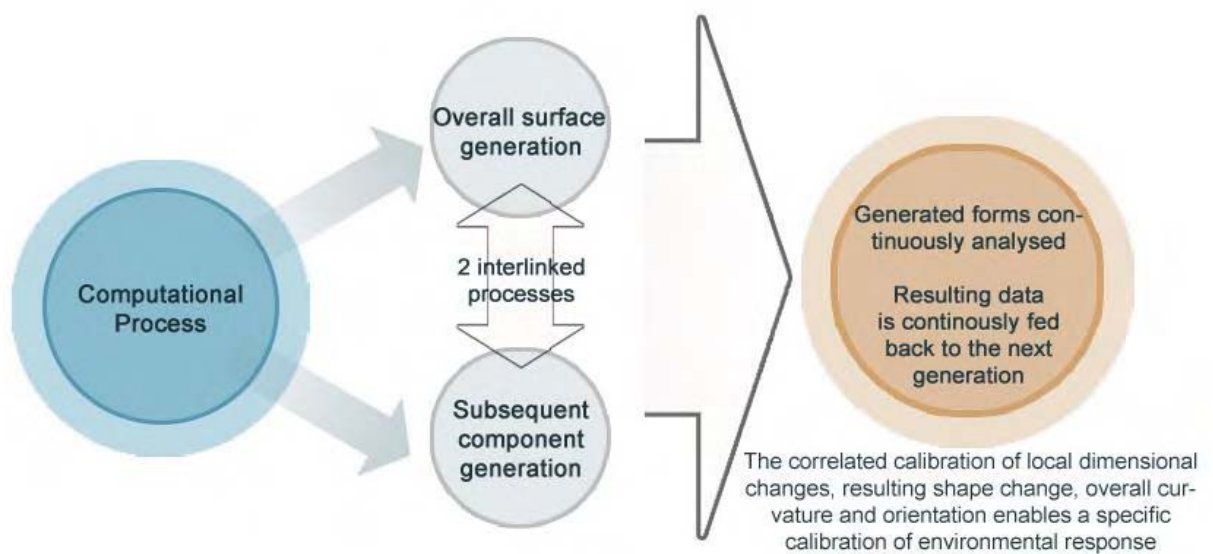 Computational
Process
Overall surface
generation
2 interlinked
processes
Subsequent
component
generation
Generated forms con-
tinuously analysed
Resulting data
is continously fed
back to the next
generation
The correlated calibration of local dimensional
changes, resulting shape change, overall cur-
vature and orientation enables a specific
calibration of environmental response